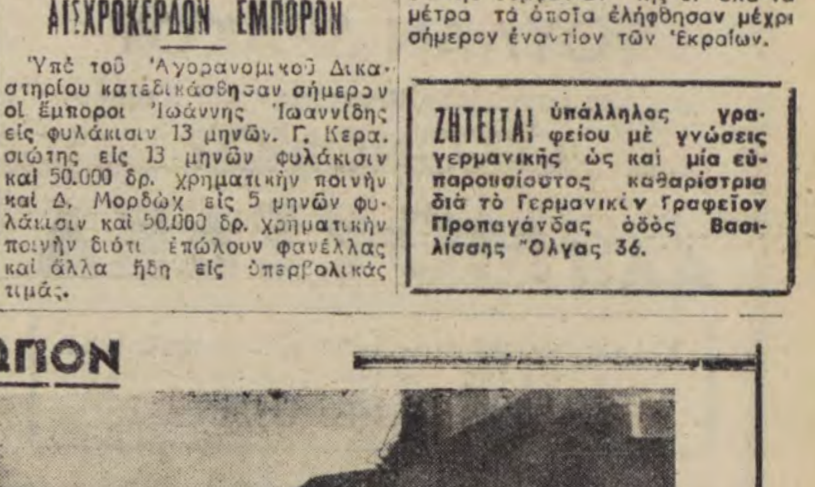 ΑΙΣΧΡΟΚΕΡΔΩΝ ΕΜΠΟΡΩΝ
Ὑπό τοῦ Ἀγορανομικοῦ Δικα-
στηρίου κατεδικάσθησαν σήμερον
οἱ ἔμποροι Ἰωάννης Ἰωαννίδης
εἰς φυλάκισιν 13 μηνῶν. Γ. Κερα.
σιώτης εἰς 13 μηνῶν φυλάκισιν
καὶ 50.000 δρ. χρηματικὴν ποινὴν
καὶ Δ. Μορδὼχ εἰς 5 μηνῶν φυ-
λάκισιν καὶ 50.000 δρ. χρηματικὴν
ποινὴν διότι ἐπώλουν φανέλλας
καὶ ἄλλα ἤδη εἰς ὑπερβολικάς
τιμάς.
μέτρα τὰ ὁποῖα ἐλήφθησαν μέχρι
σήμερον ἐναντίον τῶν Ἑβραίων.
ΖΗΤΕΙΤΑΙ ὑπάλληλος γρα-
φείου μὲ γνώσεις
γερμανικῆς ὡς καὶ μία εὐ-
παρουσίαστος καθαρίστρια
διὰ τὸ Γερμανικὸν Γραφεῖον
Προπαγάνδας ὁδὸς Βασι-
λίσσης Ὄλγας 36.
ΩΠΟΝ